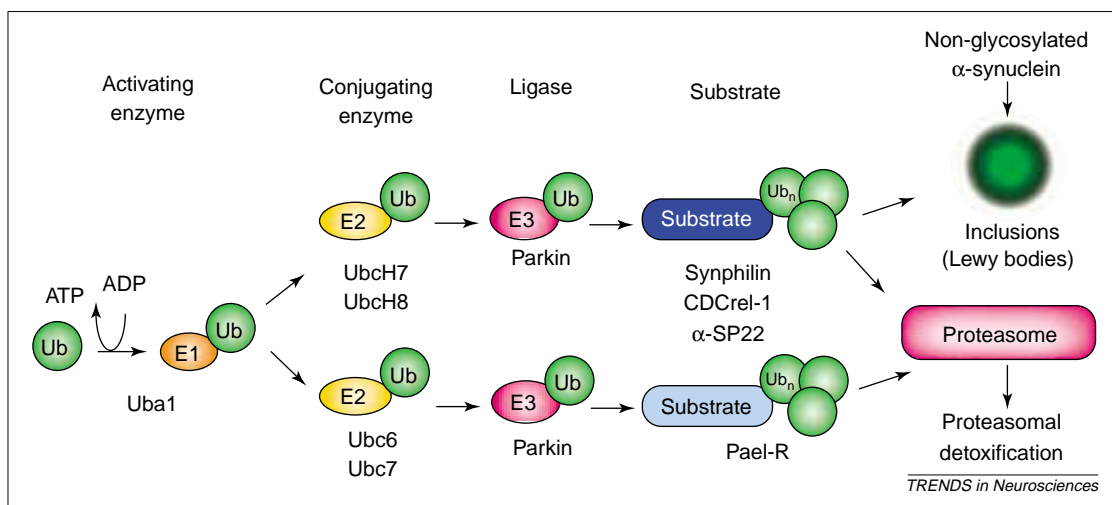 Activating
enzyme
Conjugating
enzyme
Ligase
Substrate
Non-glycosylated
α-synuclein
Inclusions
(Lewy bodies)
ATP
ADP
Ub
E1
Ub
Uba1
E2
Ub
UbcH7
UbcH8
E3
Ub
Parkin
Substrate
Ubn
Synphilin
CDCrel-1
α-SP22
E2
Ub
Ubc6
Ubc7
E3
Ub
Parkin
Substrate
Ubn
Pael-R
Proteasome
Proteasomal
detoxification
TRENDS in Neurosciences